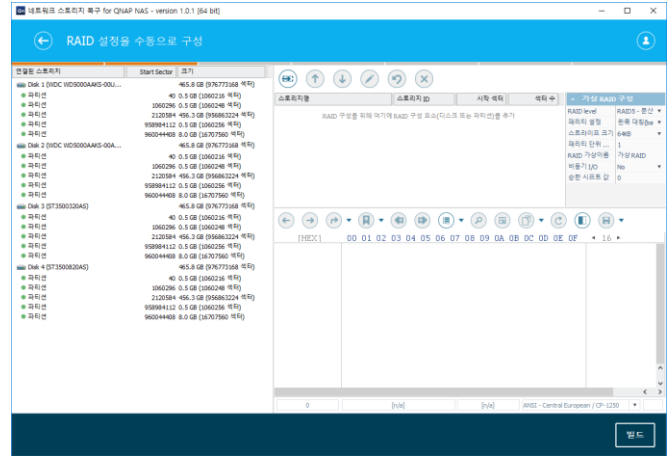 네트워크 스토리지 복구 for QNAP NAS - version 1.0.1 [64 bit]
RAID 설정을 수동으로 구성
연결된 스토리지 Start Sector 크기
Disk 1 (WDC WD5000AAKS-00U... 465.8 GB (976773168 섹터)
파티션 40 0.5 GB (1060216 섹터)
파티션 1060296 0.5 GB (1060248 섹터)
파티션 2120584 456.3 GB (956863224 섹터)
파티션 958984112 0.5 GB (1060256 섹터)
파티션 960044408 8.0 GB (16707560 섹터)
Disk 2 (WDC WD5000AAKS-00A... 465.8 GB (976773168 섹터)
파티션 40 0.5 GB (1060216 섹터)
파티션 1060296 0.5 GB (1060248 섹터)
파티션 2120584 456.3 GB (956863224 섹터)
파티션 958984112 0.5 GB (1060256 섹터)
파티션 960044408 8.0 GB (16707560 섹터)
Disk 3 (ST3500320AS) 465.8 GB (976773168 섹터)
파티션 40 0.5 GB (1060216 섹터)
파티션 1060296 0.5 GB (1060248 섹터)
파티션 2120584 456.3 GB (956863224 섹터)
파티션 958984112 0.5 GB (1060256 섹터)
파티션 960044408 8.0 GB (16707560 섹터)
Disk 4 (ST3500820AS) 465.8 GB (976773168 섹터)
파티션 40 0.5 GB (1060216 섹터)
파티션 1060296 0.5 GB (1060248 섹터)
파티션 2120584 456.3 GB (956863224 섹터)
파티션 958984112 0.5 GB (1060256 섹터)
파티션 960044408 8.0 GB (16707560 섹터)
스토리지명 스토리지 ID 시작 섹터 섹터 수
RAID 구성을 위해 여기에 RAID 구성 요소(디스크 또는 파티션)를 추가
가상 RAID 구성
RAID level RAID5 - 분산
패리티 설정 왼쪽 대칭(ba
스트라이프 크기 64KB
패리티 단위 ... 1
RAID 가상이름 가상 RAID
비동기 I/O No
순환 시프트 값 0
[HEX] 00 01 02 03 04 05 06 07 08 09 0A 0B 0C 0D 0E 0F 16
0 [n/a] [n/a] ANSI - Central European / CP-1250
빌드